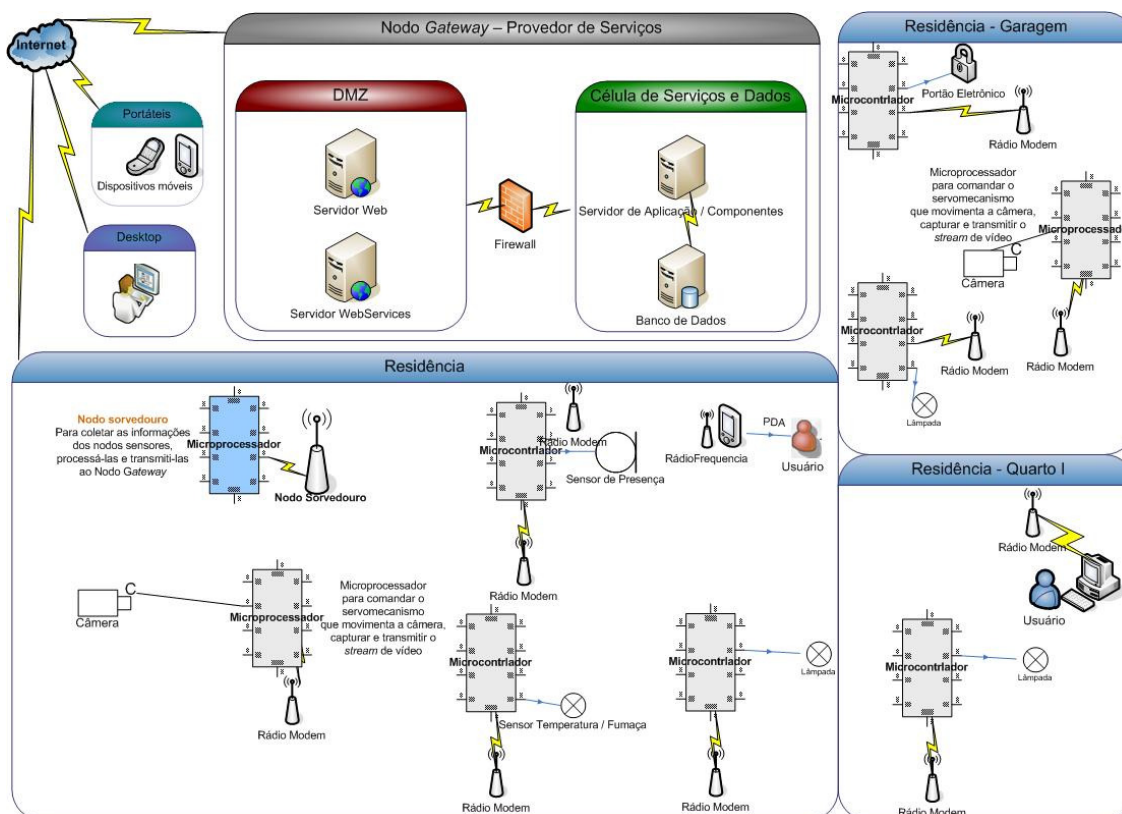 Internet
Nodo Gateway – Provedor de Serviços
DMZ
Servidor Web
Servidor WebServices
Firewall
Célula de Serviços e Dados
Servidor de Aplicação / Componentes
Banco de Dados
Portáteis
Dispositivos móveis
Desktop
Residência - Garagem
Microcontrlador
Portão Eletrônico
Rádio Modem
Microprocessador
para comandar o
servomecanismo
que movimenta a câmera,
capturar e transmitir o
stream de vídeo
Microprocessador
C
Câmera
Rádio Modem
Microcontrlador
Rádio Modem
Lâmpada
Residência
Nodo sorvedouro
Para coletar as informações
dos nodos sensores,
processá-las e transmiti-las
ao Nodo Gateway
Microprocessador
Nodo Sorvedouro
Rádio Modem
Microcontrlador
Sensor de Presença
Rádio Modem
RádioFrequencia
PDA
Usuário
C
Câmera
Microprocessador
Rádio Modem
Microprocessador
para comandar o
servomecanismo
que movimenta a câmera,
capturar e transmitir o
stream de vídeo
Microcontrlador
Sensor Temperatura / Fumaça
Rádio Modem
Microcontrlador
Lâmpada
Rádio Modem
Residência - Quarto I
Rádio Modem
Usuário
Microcontrlador
Lâmpada
Rádio Modem